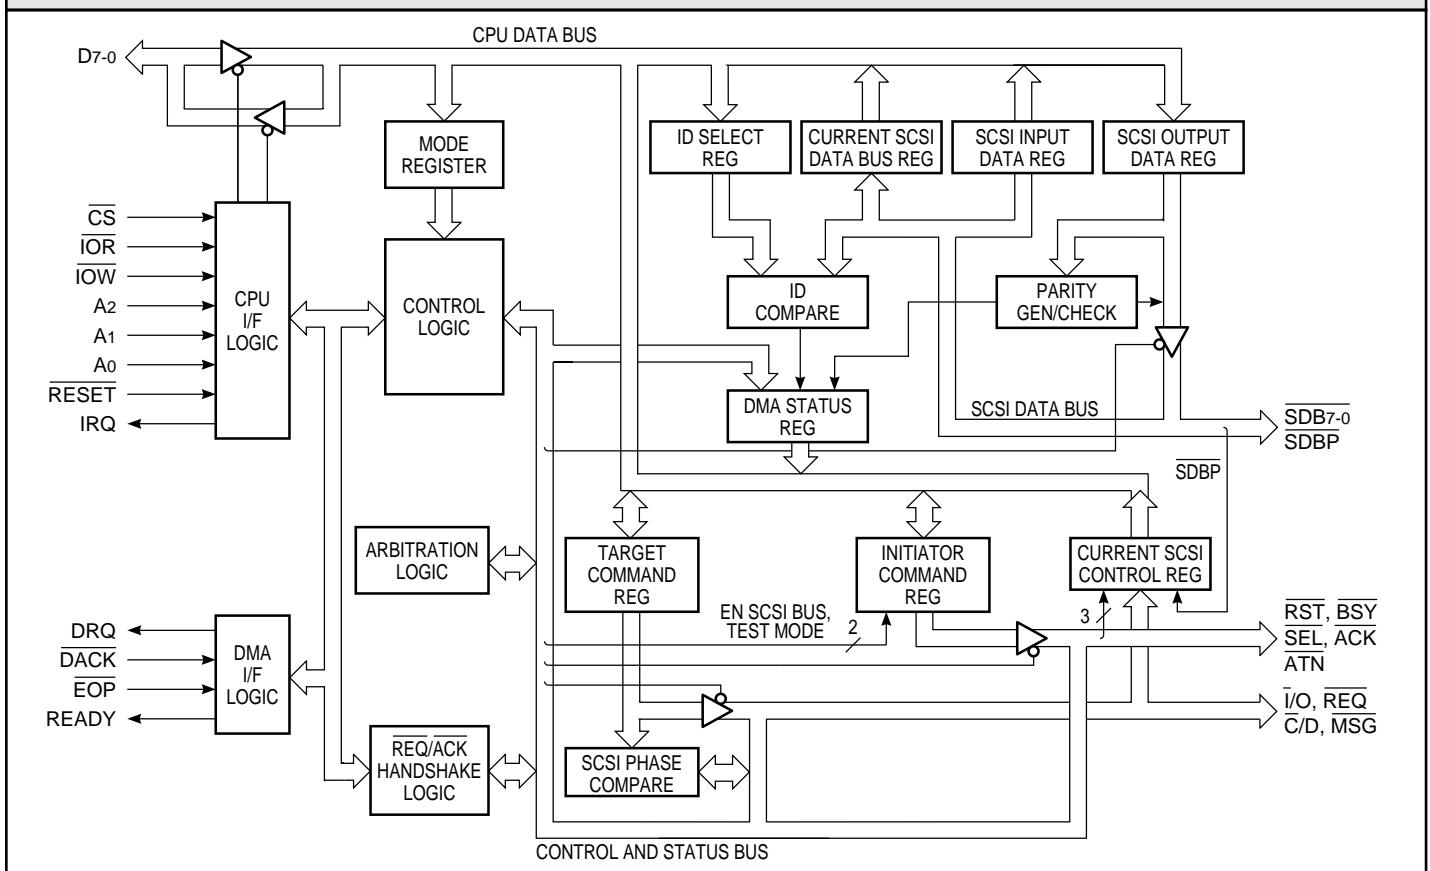 CPU DATA BUS
D7-0
MODE
REGISTER
ID SELECT
REG
CURRENT SCSI
DATA BUS REG
SCSI INPUT
DATA REG
SCSI OUTPUT
DATA REG
CS
IOR
IOW
A2
A1
A0
RESET
IRQ
CPU
I/F
LOGIC
CONTROL
LOGIC
ID
COMPARE
PARITY
GEN/CHECK
DMA STATUS
REG
SCSI DATA BUS
SDB7-0
SDBP
SDBP
ARBITRATION
LOGIC
TARGET
COMMAND
REG
INITIATOR
COMMAND
REG
CURRENT SCSI
CONTROL REG
EN SCSI BUS,
TEST MODE
2
3
RST, BSY
SEL, ACK
ATN
DRQ
DACK
EOP
READY
DMA
I/F
LOGIC
I/O, REQ
C/D, MSG
REQ/ACK
HANDSHAKE
LOGIC
SCSI PHASE
COMPARE
CONTROL AND STATUS BUS